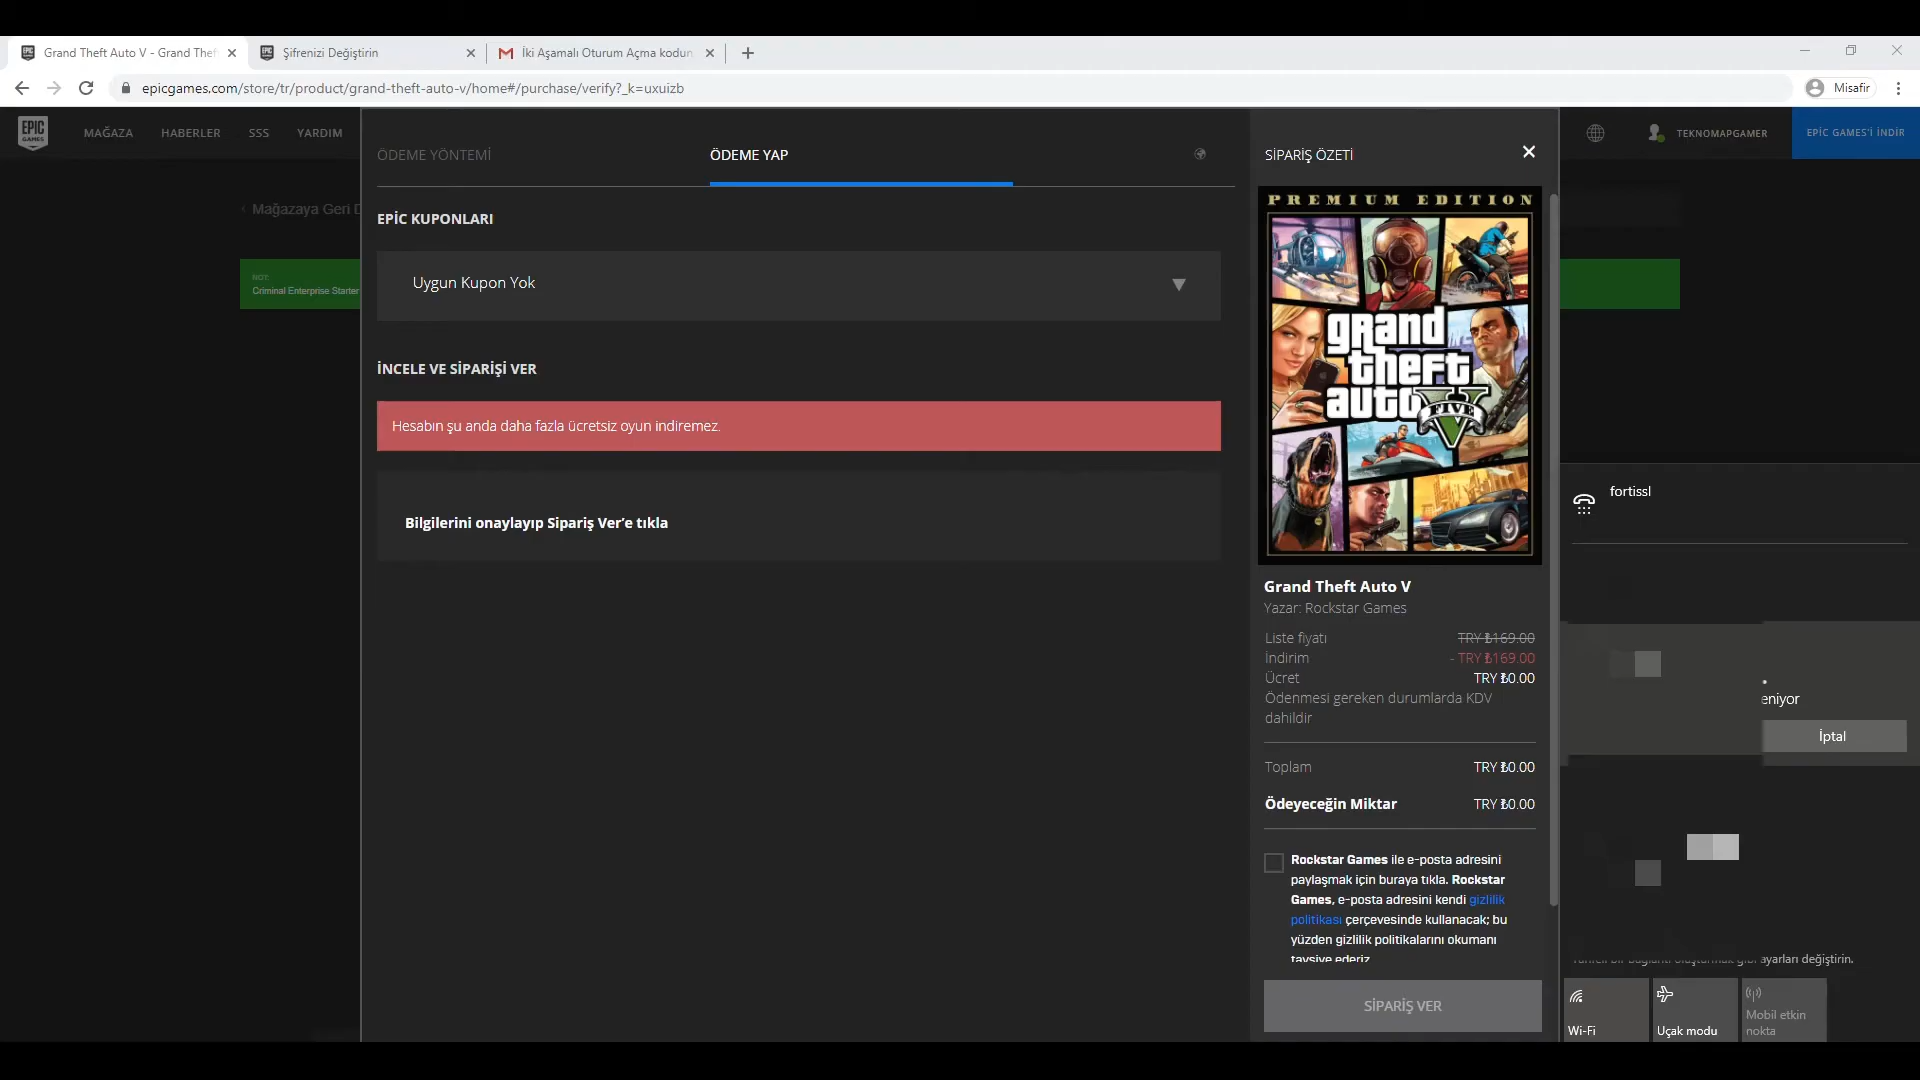 Grand Theft Auto V - Grand Thef
Şifrenizi Değiştirin
İki Aşamalı Oturum Açma kodun
epicgames.com/store/tr/product/grand-theft-auto-v/home#/purchase/verify?_k=uxuizb
Misafir
EPIC
GAMES
MAĞAZA
HABERLER
SSS
YARDIM
TEKNOMAPGAMER
EPİC GAMES'İ İNDİR
Mağazaya Geri D
NOT:
Criminal Enterprise Starter
ÖDEME YÖNTEMİ
ÖDEME YAP
EPİC KUPONLARI
Uygun Kupon Yok
İNCELE VE SİPARİŞİ VER
Hesabın şu anda daha fazla ücretsiz oyun indiremez.
Bilgilerini onaylayıp Sipariş Ver'e tıkla
SİPARİŞ ÖZETİ
PREMIUM EDITION
grand
theft
auto
FIVE
Grand Theft Auto V
Yazar: Rockstar Games
Liste fiyatı TRY ₺169.00
İndirim - TRY ₺169.00
Ücret TRY ₺0.00
Ödenmesi gereken durumlarda KDV
dahildir
Toplam TRY ₺0.00
Ödeyeceğin Miktar TRY ₺0.00
Rockstar Games ile e-posta adresini
paylaşmak için buraya tıkla. Rockstar
Games, e-posta adresini kendi gizlilik
politikası çerçevesinde kullanacak; bu
yüzden gizlilik politikalarını okumanı
tavsiye ederiz
SİPARİŞ VER
fortissl
eniyor
İptal
ayarları değiştirin.
Wi-Fi
Uçak modu
Mobil etkin
nokta